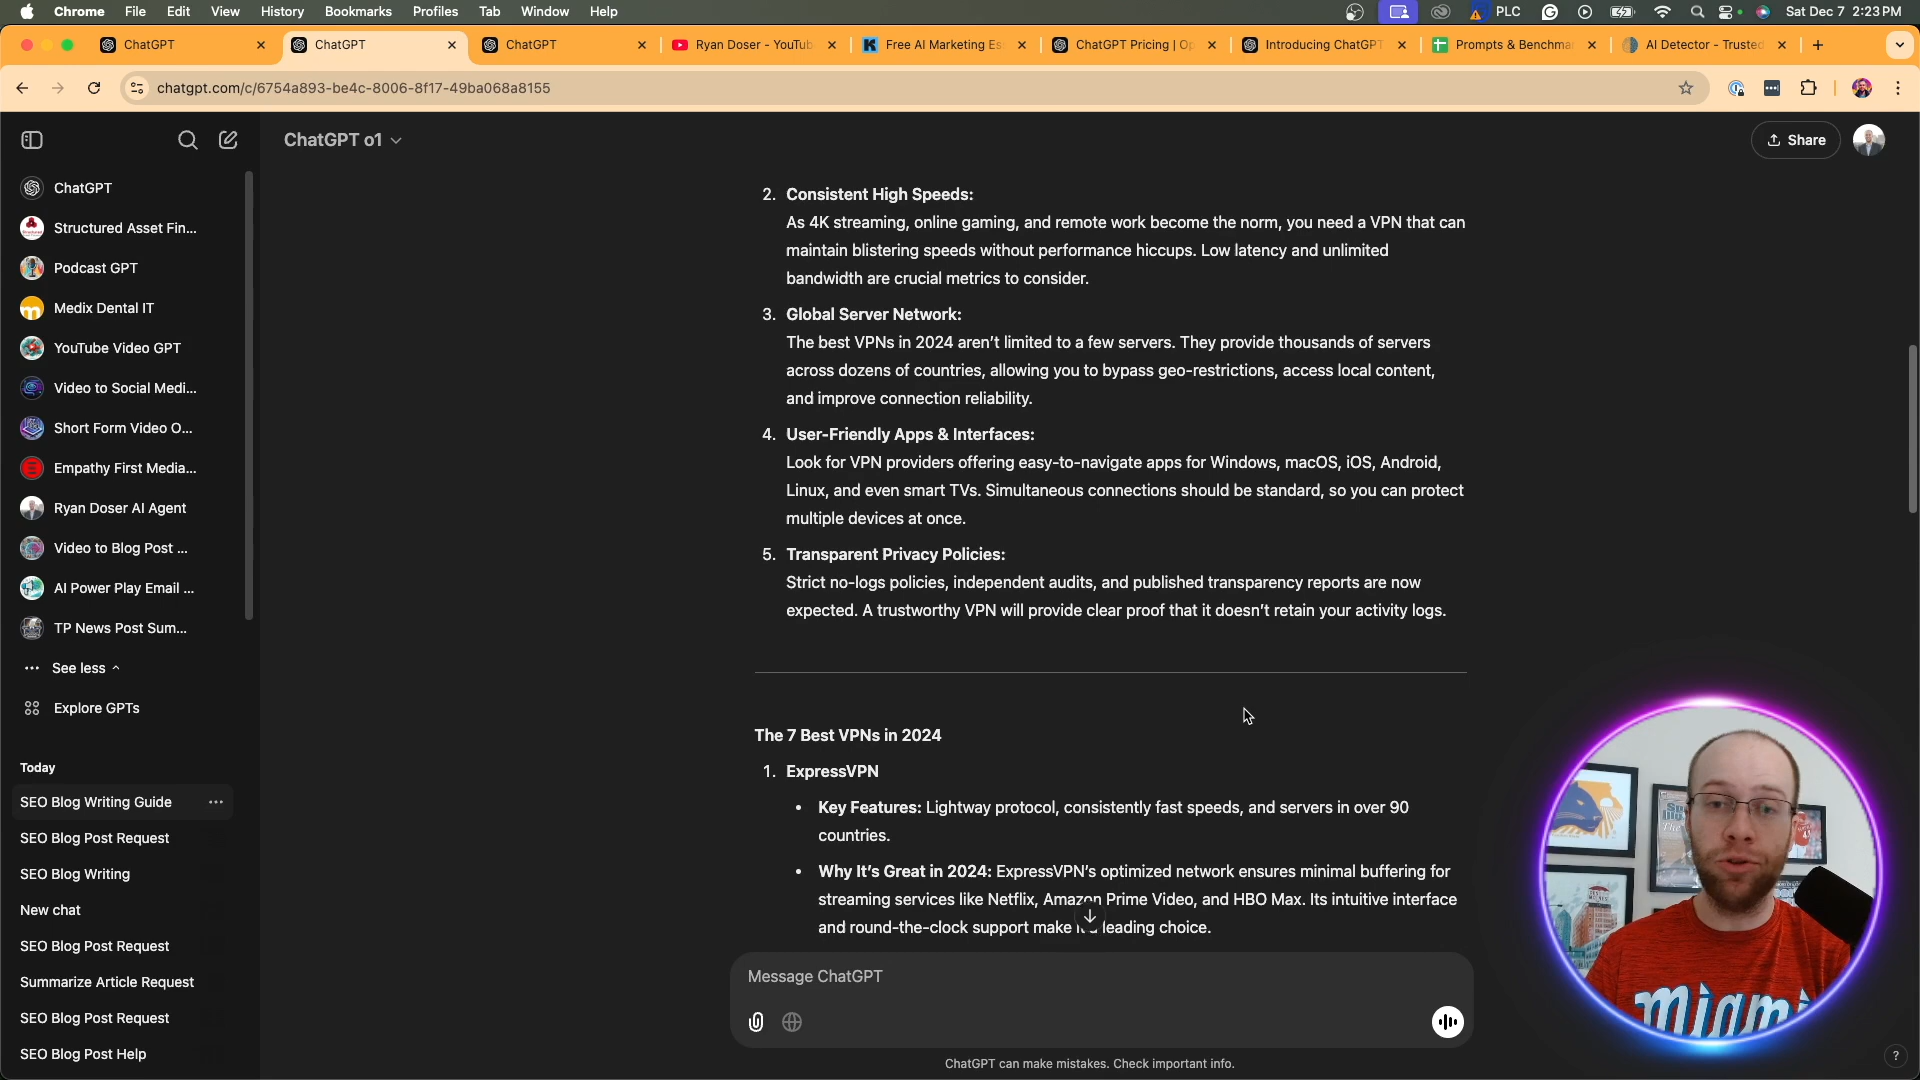 Chrome File Edit View History Bookmarks Profiles Tab Window Help PLC Sat Dec 7 2:23 PM
ChatGPT ChatGPT ChatGPT Ryan Doser - YouTub Free AI Marketing Es ChatGPT Pricing | Op Introducing ChatGPT Prompts & Benchma AI Detector - Trusted
chatgpt.com/c/6754a893-be4c-8006-8f17-49ba068a8155
ChatGPT o1 Share
ChatGPT
Structured Asset Fin...
Podcast GPT
Medix Dental IT
YouTube Video GPT
Video to Social Medi...
Short Form Video O...
Empathy First Media...
Ryan Doser AI Agent
Video to Blog Post ...
AI Power Play Email ...
TP News Post Sum...
See less
Explore GPTs
Today
SEO Blog Writing Guide
SEO Blog Post Request
SEO Blog Writing
New chat
SEO Blog Post Request
Summarize Article Request
SEO Blog Post Request
SEO Blog Post Help
2. Consistent High Speeds:
As 4K streaming, online gaming, and remote work become the norm, you need a VPN that can
maintain blistering speeds without performance hiccups. Low latency and unlimited
bandwidth are crucial metrics to consider.
3. Global Server Network:
The best VPNs in 2024 aren't limited to a few servers. They provide thousands of servers
across dozens of countries, allowing you to bypass geo-restrictions, access local content,
and improve connection reliability.
4. User-Friendly Apps & Interfaces:
Look for VPN providers offering easy-to-navigate apps for Windows, macOS, iOS, Android,
Linux, and even smart TVs. Simultaneous connections should be standard, so you can protect
multiple devices at once.
5. Transparent Privacy Policies:
Strict no-logs policies, independent audits, and published transparency reports are now
expected. A trustworthy VPN will provide clear proof that it doesn't retain your activity logs.
The 7 Best VPNs in 2024
1. ExpressVPN
• Key Features: Lightway protocol, consistently fast speeds, and servers in over 90
countries.
• Why It's Great in 2024: ExpressVPN's optimized network ensures minimal buffering for
streaming services like Netflix, Amazon Prime Video, and HBO Max. Its intuitive interface
and round-the-clock support make leading choice.
Message ChatGPT
ChatGPT can make mistakes. Check important info.
?
Miami